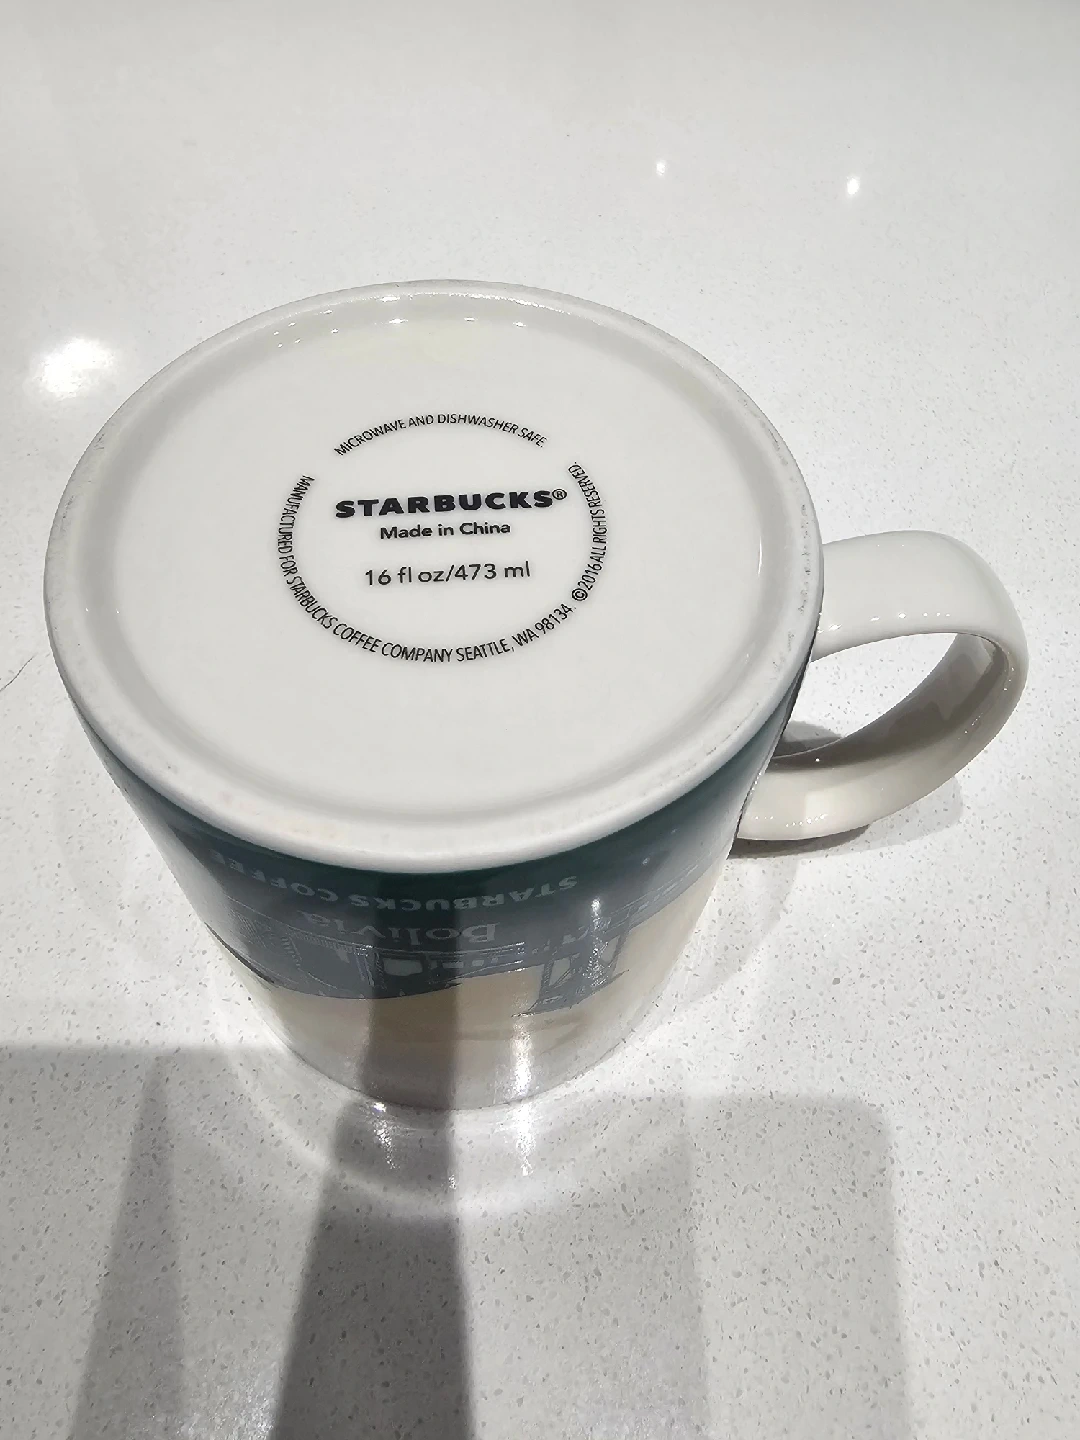 MICROWAVE AND DISHWASHER SAFE
STARBUCKS®
Made in China
16 fl oz/473 ml
MANUFACTURED FOR STARBUCKS COFFEE COMPANY SEATTLE, WA 98134
©2016 ALL RIGHTS RESERVED.
STARBUCKS COFFEE
Bolivia